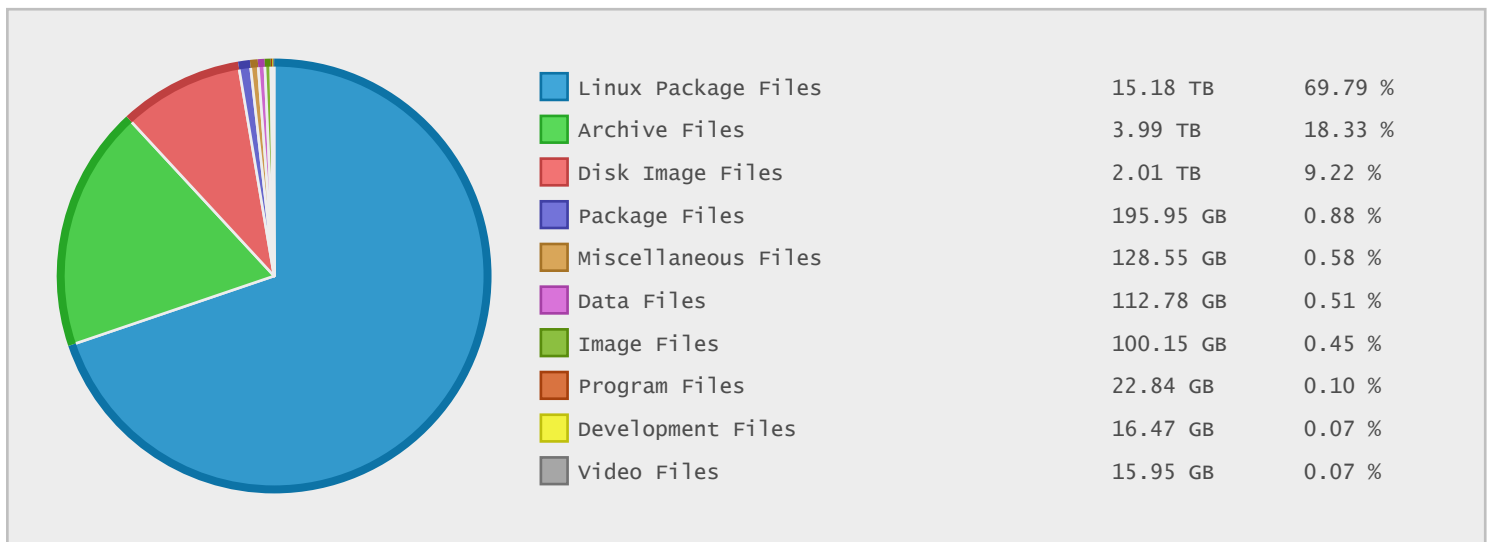 Linux Package Files 15.18 TB 69.79 %
Archive Files 3.99 TB 18.33 %
Disk Image Files 2.01 TB 9.22 %
Package Files 195.95 GB 0.88 %
Miscellaneous Files 128.55 GB 0.58 %
Data Files 112.78 GB 0.51 %
Image Files 100.15 GB 0.45 %
Program Files 22.84 GB 0.10 %
Development Files 16.47 GB 0.07 %
Video Files 15.95 GB 0.07 %